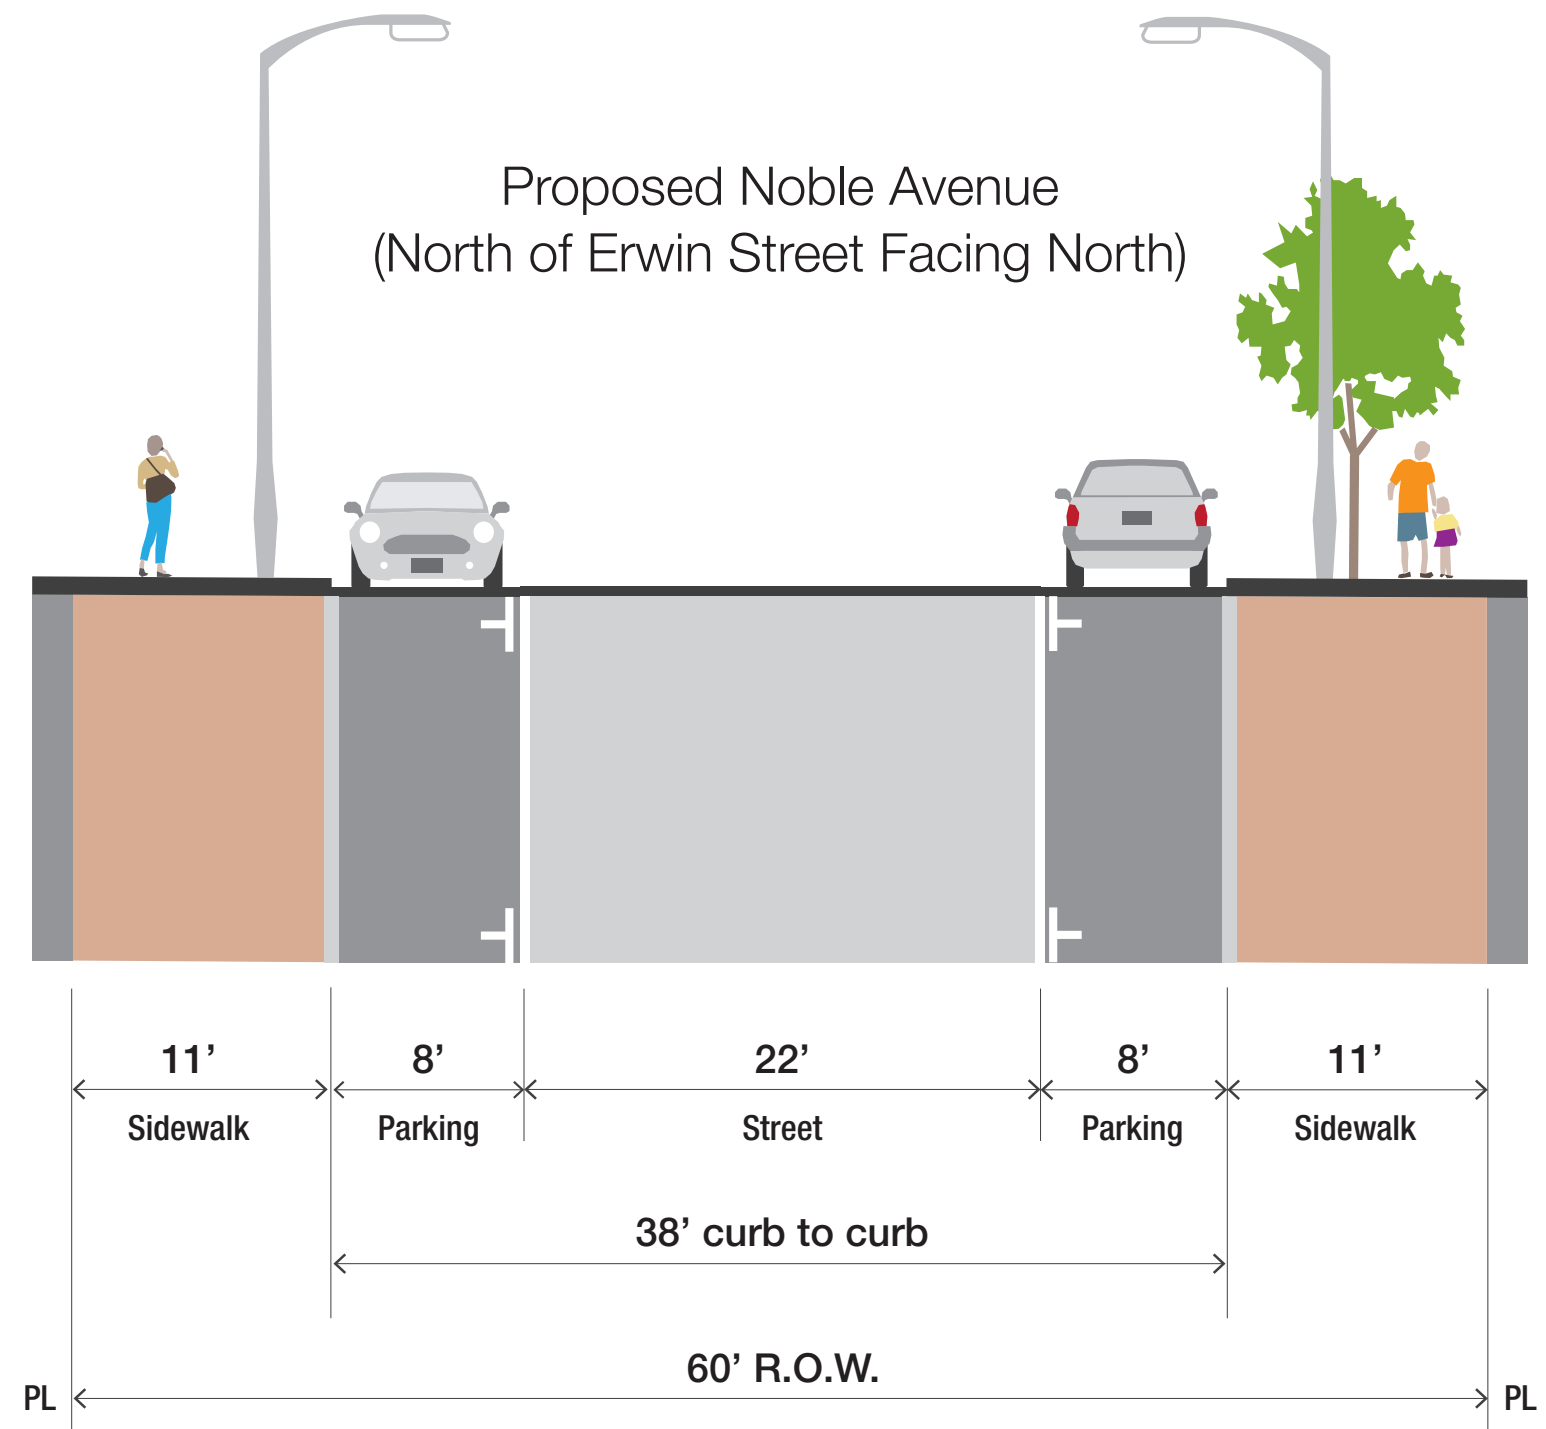 Proposed Noble Avenue
(North of Erwin Street Facing North)
11’ 8’ 22’ 8’ 11’
Sidewalk Parking Street Parking Sidewalk
38’ curb to curb
60’ R.O.W.
PL PL